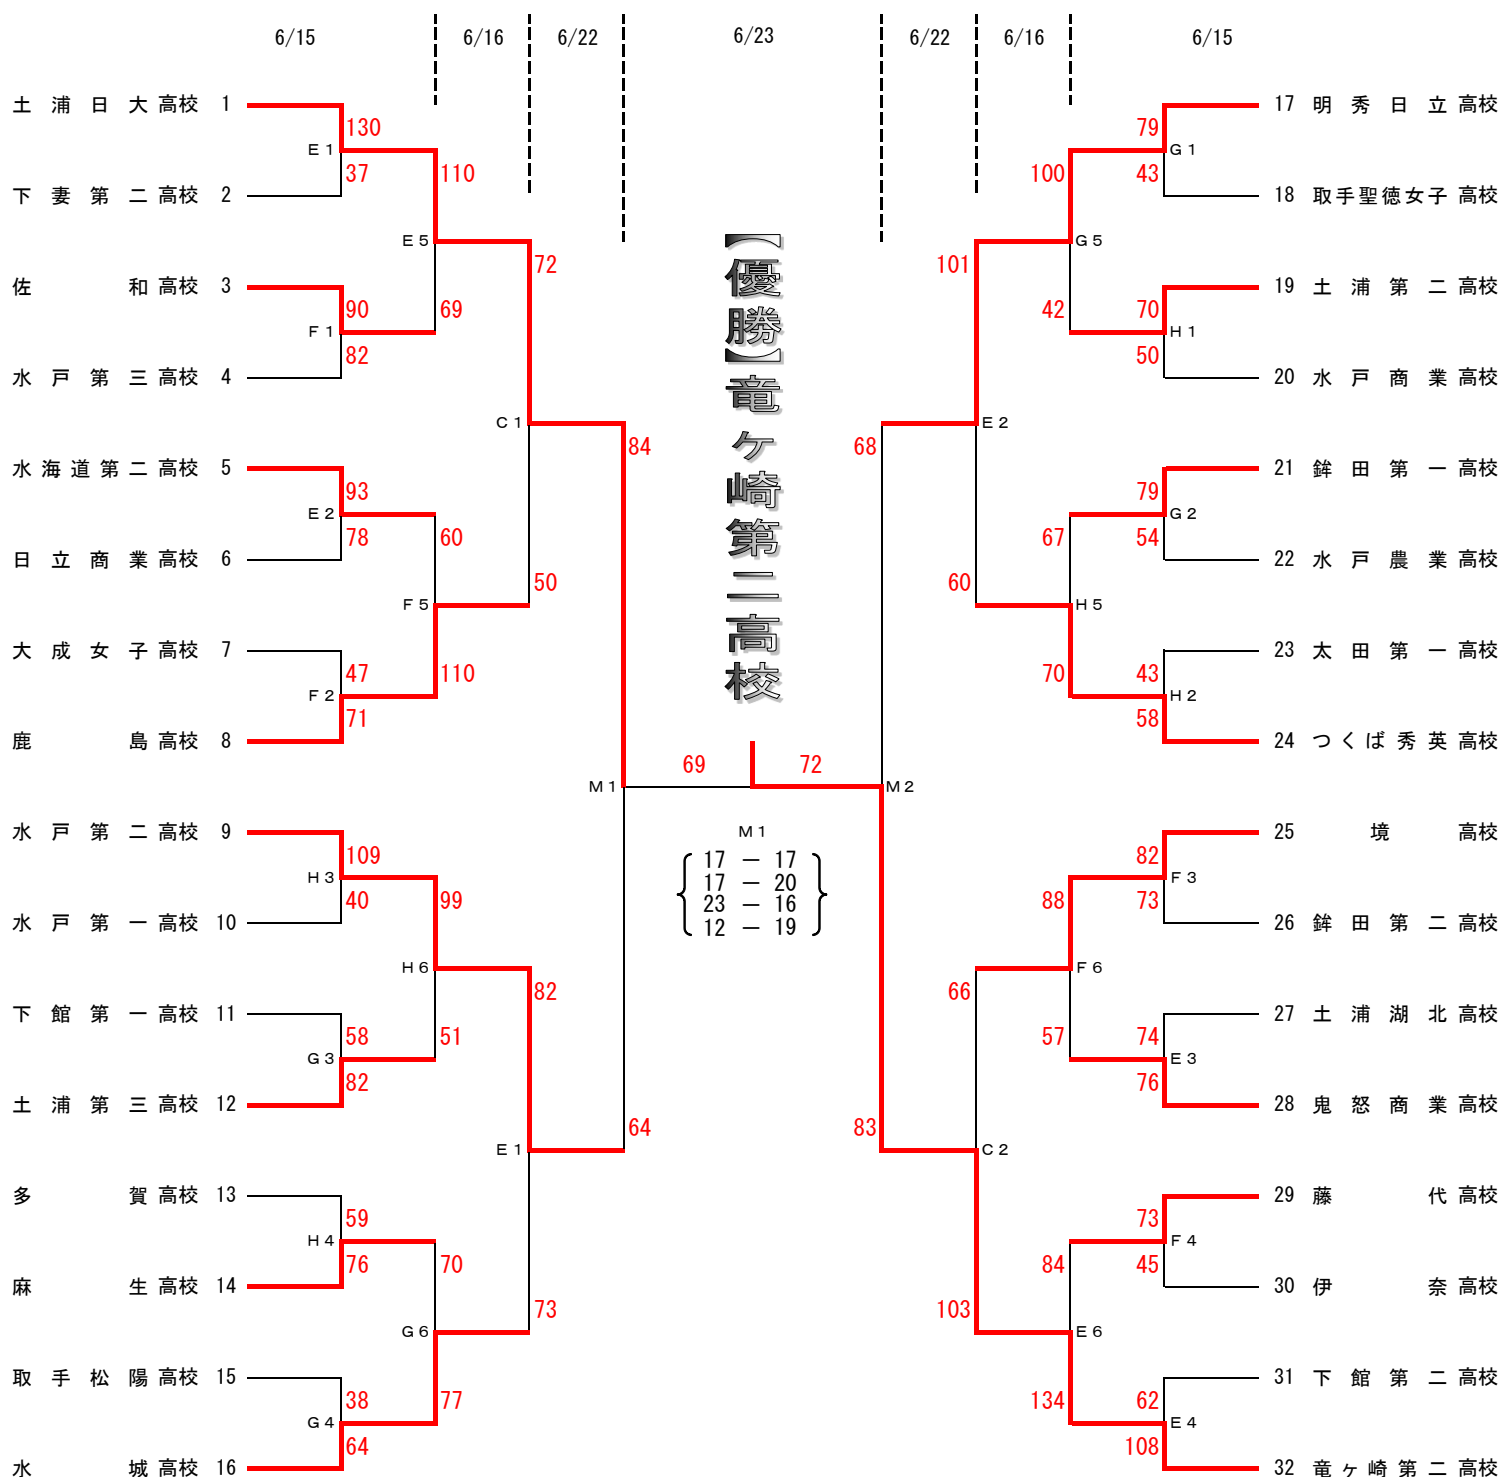 6/15 6/16 6/22 6/23 6/22 6/16 6/15
土浦日大高校 1
130
E1
37
下妻第二高校 2
110
E5
69
佐和高校 3
90
F1
82
水戸第三高校 4
72
C1
50
水海道第二高校 5
93
E2
78
日立商業高校 6
60
F5
110
大成女子高校 7
47
F2
71
鹿島高校 8
84
M1
64
水戸第二高校 9
109
H3
40
水戸第一高校 10
99
H6
51
下館第一高校 11
58
G3
82
土浦第三高校 12
82
E1
73
多賀高校 13
59
H4
76
麻生高校 14
70
G6
77
取手松陽高校 15
38
G4
64
水城高校 16
【優勝】竜ケ崎第二高校
69 72
M1
17 － 17
17 － 20
23 － 16
12 － 19
17 明秀日立高校
79
G1
43
18 取手聖徳女子高校
100
G5
42
19 土浦第二高校
70
H1
50
20 水戸商業高校
101
E2
60
21 鉾田第一高校
79
G2
54
22 水戸農業高校
67
H5
70
23 太田第一高校
43
H2
58
24 つくば秀英高校
68
M2
83
25 境高校
82
F3
73
26 鉾田第二高校
88
F6
57
27 土浦湖北高校
74
E3
76
28 鬼怒商業高校
66
C2
103
29 藤代高校
73
F4
45
30 伊奈高校
84
E6
134
31 下館第二高校
62
E4
108
32 竜ヶ崎第二高校